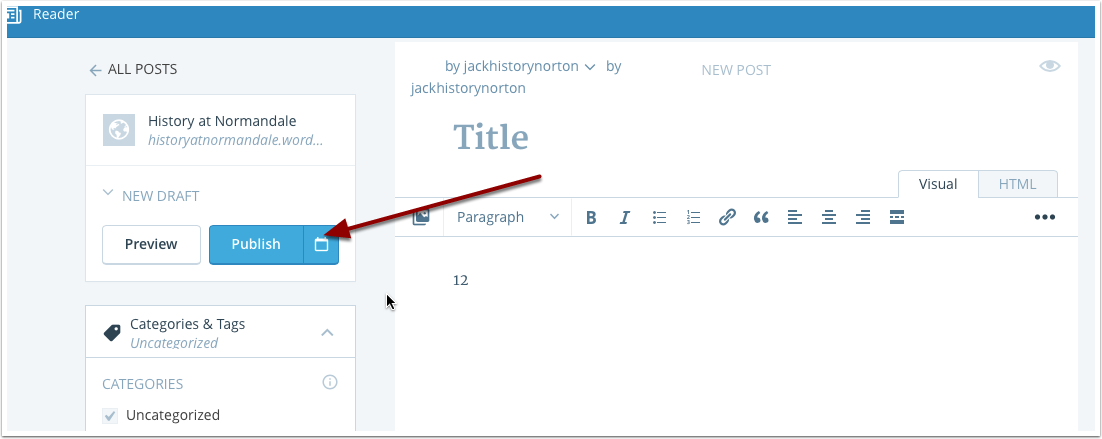 Reader
ALL POSTS
History at Normandale
historyatnormandale.word...
NEW DRAFT
Preview
Publish
Categories & Tags
Uncategorized
CATEGORIES
Uncategorized
by jackhistorynorton by
jackhistorynorton
NEW POST
Title
Visual
HTML
Paragraph B I
12